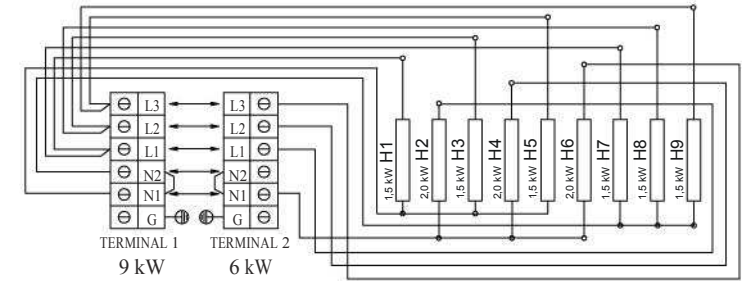 L3 L3
L2 L2
L1 L1
N2 N2
N1 N1
G G
TERMINAL 1 TERMINAL 2
9 kW 6 kW
1,5 kW H1
2,0 kW H2
1,5 kW H3
2,0 kW H4
1,5 kW H5
2,0 kW H6
1,5 kW H7
1,5 kW H8
1,5 kW H9